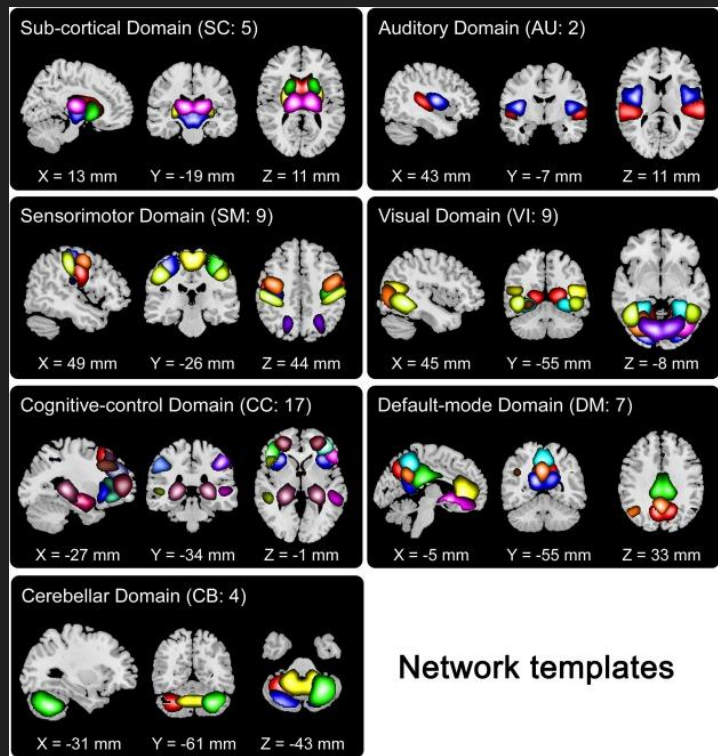 Sub-cortical Domain (SC: 5)
X = 13 mm Y = -19 mm Z = 11 mm
Auditory Domain (AU: 2)
X = 43 mm Y = -7 mm Z = 11 mm
Sensorimotor Domain (SM: 9)
X = 49 mm Y = -26 mm Z = 44 mm
Visual Domain (VI: 9)
X = 45 mm Y = -55 mm Z = -8 mm
Cognitive-control Domain (CC: 17)
X = -27 mm Y = -34 mm Z = -1 mm
Default-mode Domain (DM: 7)
X = -5 mm Y = -55 mm Z = 33 mm
Cerebellar Domain (CB: 4)
X = -31 mm Y = -61 mm Z = -43 mm
Network templates